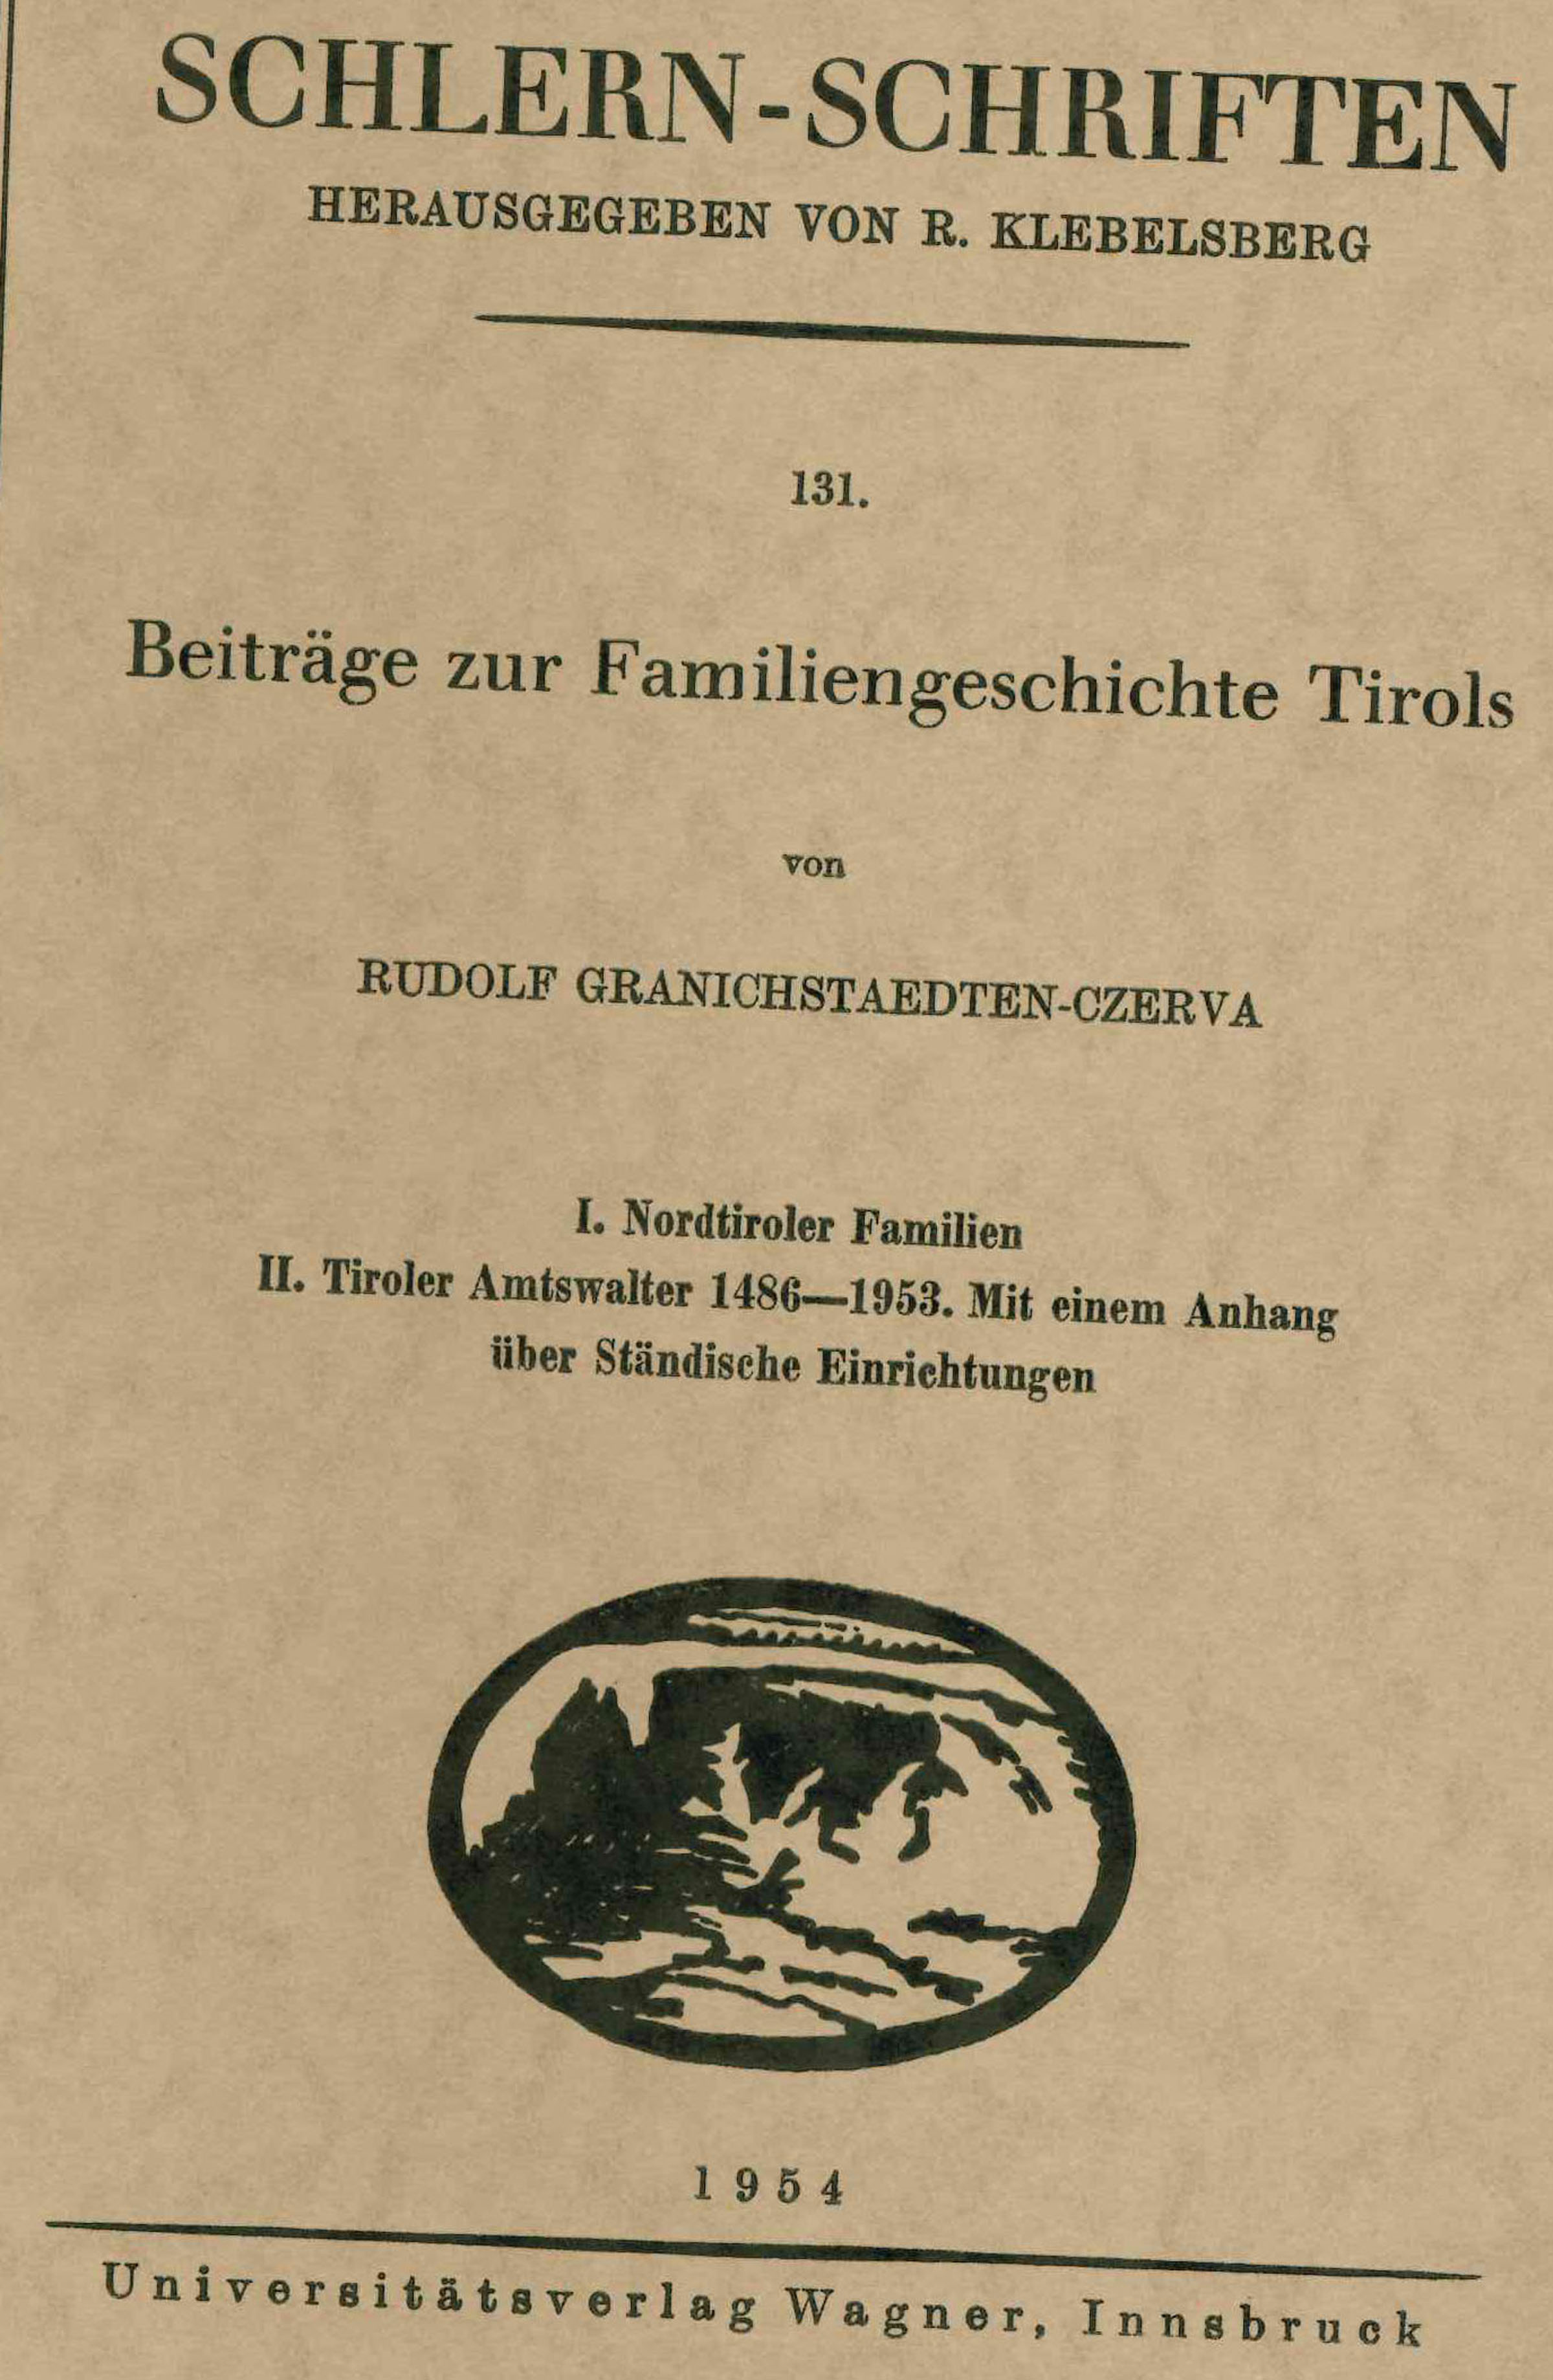 SCHLERN-SCHRIFTEN
HERAUSGEGEBEN VON R. KLEBELSBERG
131.
Beiträge zur Familiengeschichte Tirols
von
RUDOLF GRANICHSTAEDTEN-CZERVA
I. Nordtiroler Familien
II. Tiroler Amtswalter 1486—1953. Mit einem Anhang
über Ständische Einrichtungen
1954
Universitätsverlag Wagner, Innsbruck